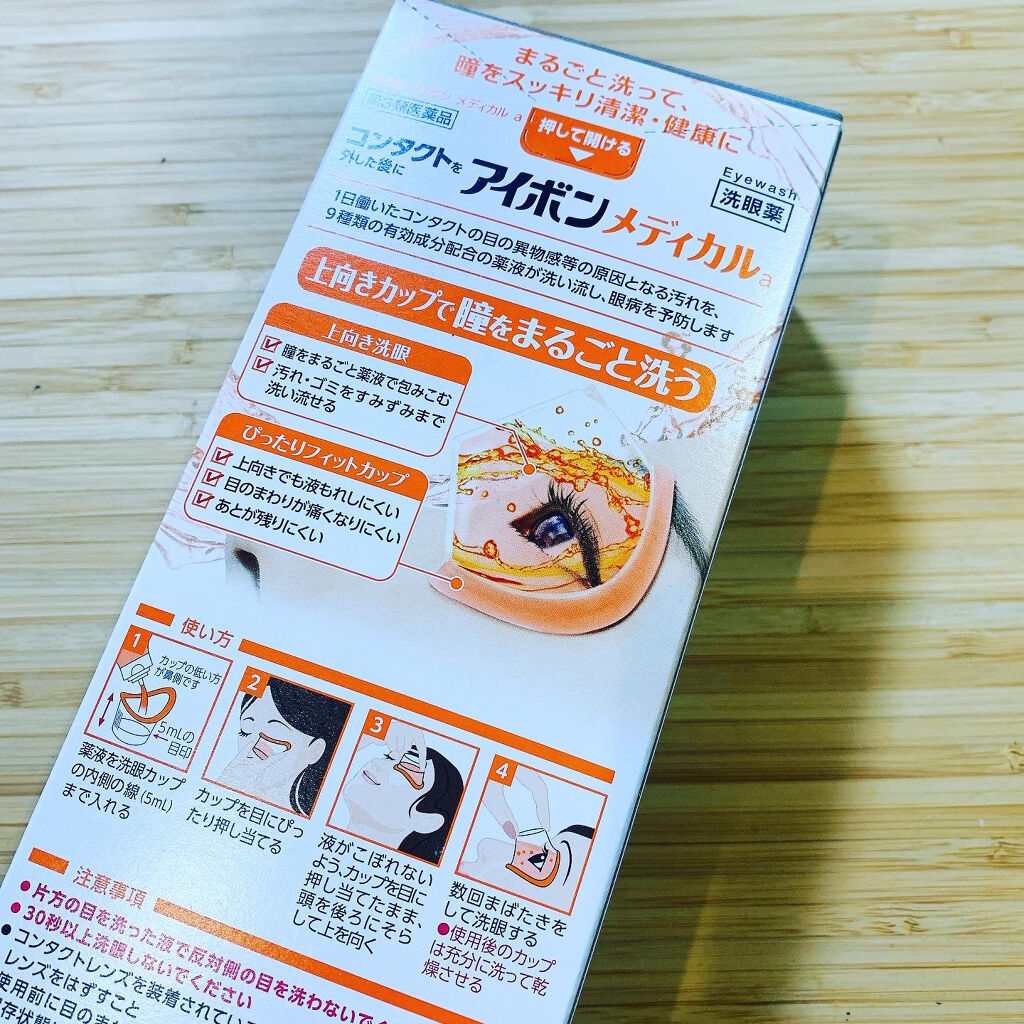 まるごと洗って、
瞳をスッキリ清潔・健康に
ボン メディカル a
第3類医薬品
押して開ける
コンタクトを
外した後に
アイボン メディカル a
Eyewash
洗眼薬
1日働いたコンタクトの目の異物感等の原因となる汚れを、
9種類の有効成分配合の薬液が洗い流し、眼病を予防します
上向きカップで瞳をまるごと洗う
上向き洗眼
瞳をまるごと薬液で包みこむ
汚れ・ゴミをすみずみまで
洗い流せる
ぴったりフィットカップ
上向きでも液もれしにくい
目のまわりが痛くなりにくい
あとが残りにくい
使い方
1
カップの低い方
が鼻側です
5mLの
目印
薬液を洗眼カップ
の内側の線(5mL)
まで入れる
2
カップを目にぴっ
たり押し当てる
3
液がこぼれない
よう、カップを目に
押し当てたまま、
頭を後ろにそら
して上を向く
4
数回まばたきを
して洗眼する
●使用後のカップ
は充分に洗って乾
燥させる
注意事項
●片方の目を洗った液で反対側の目を洗わないでく
●30秒以上洗眼しないでください
●コンタクトレンズを装着されてい
レンズをはずすこと
使用前に目のま
存状態